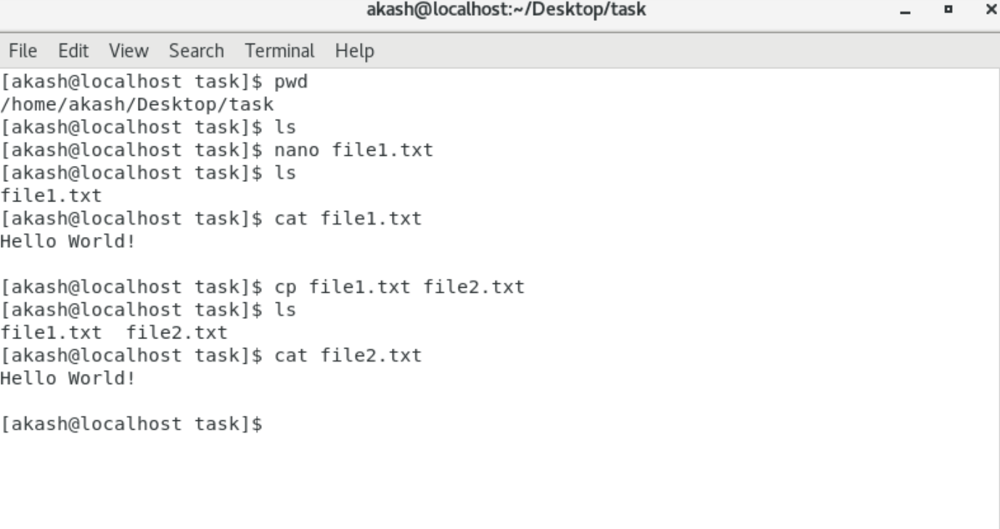 akash@localhost:~/Desktop/task
File Edit View Search Terminal Help
[akash@localhost task]$ pwd
/home/akash/Desktop/task
[akash@localhost task]$ ls
[akash@localhost task]$ nano file1.txt
[akash@localhost task]$ ls
file1.txt
[akash@localhost task]$ cat file1.txt
Hello World!

[akash@localhost task]$ cp file1.txt file2.txt
[akash@localhost task]$ ls
file1.txt  file2.txt
[akash@localhost task]$ cat file2.txt
Hello World!

[akash@localhost task]$